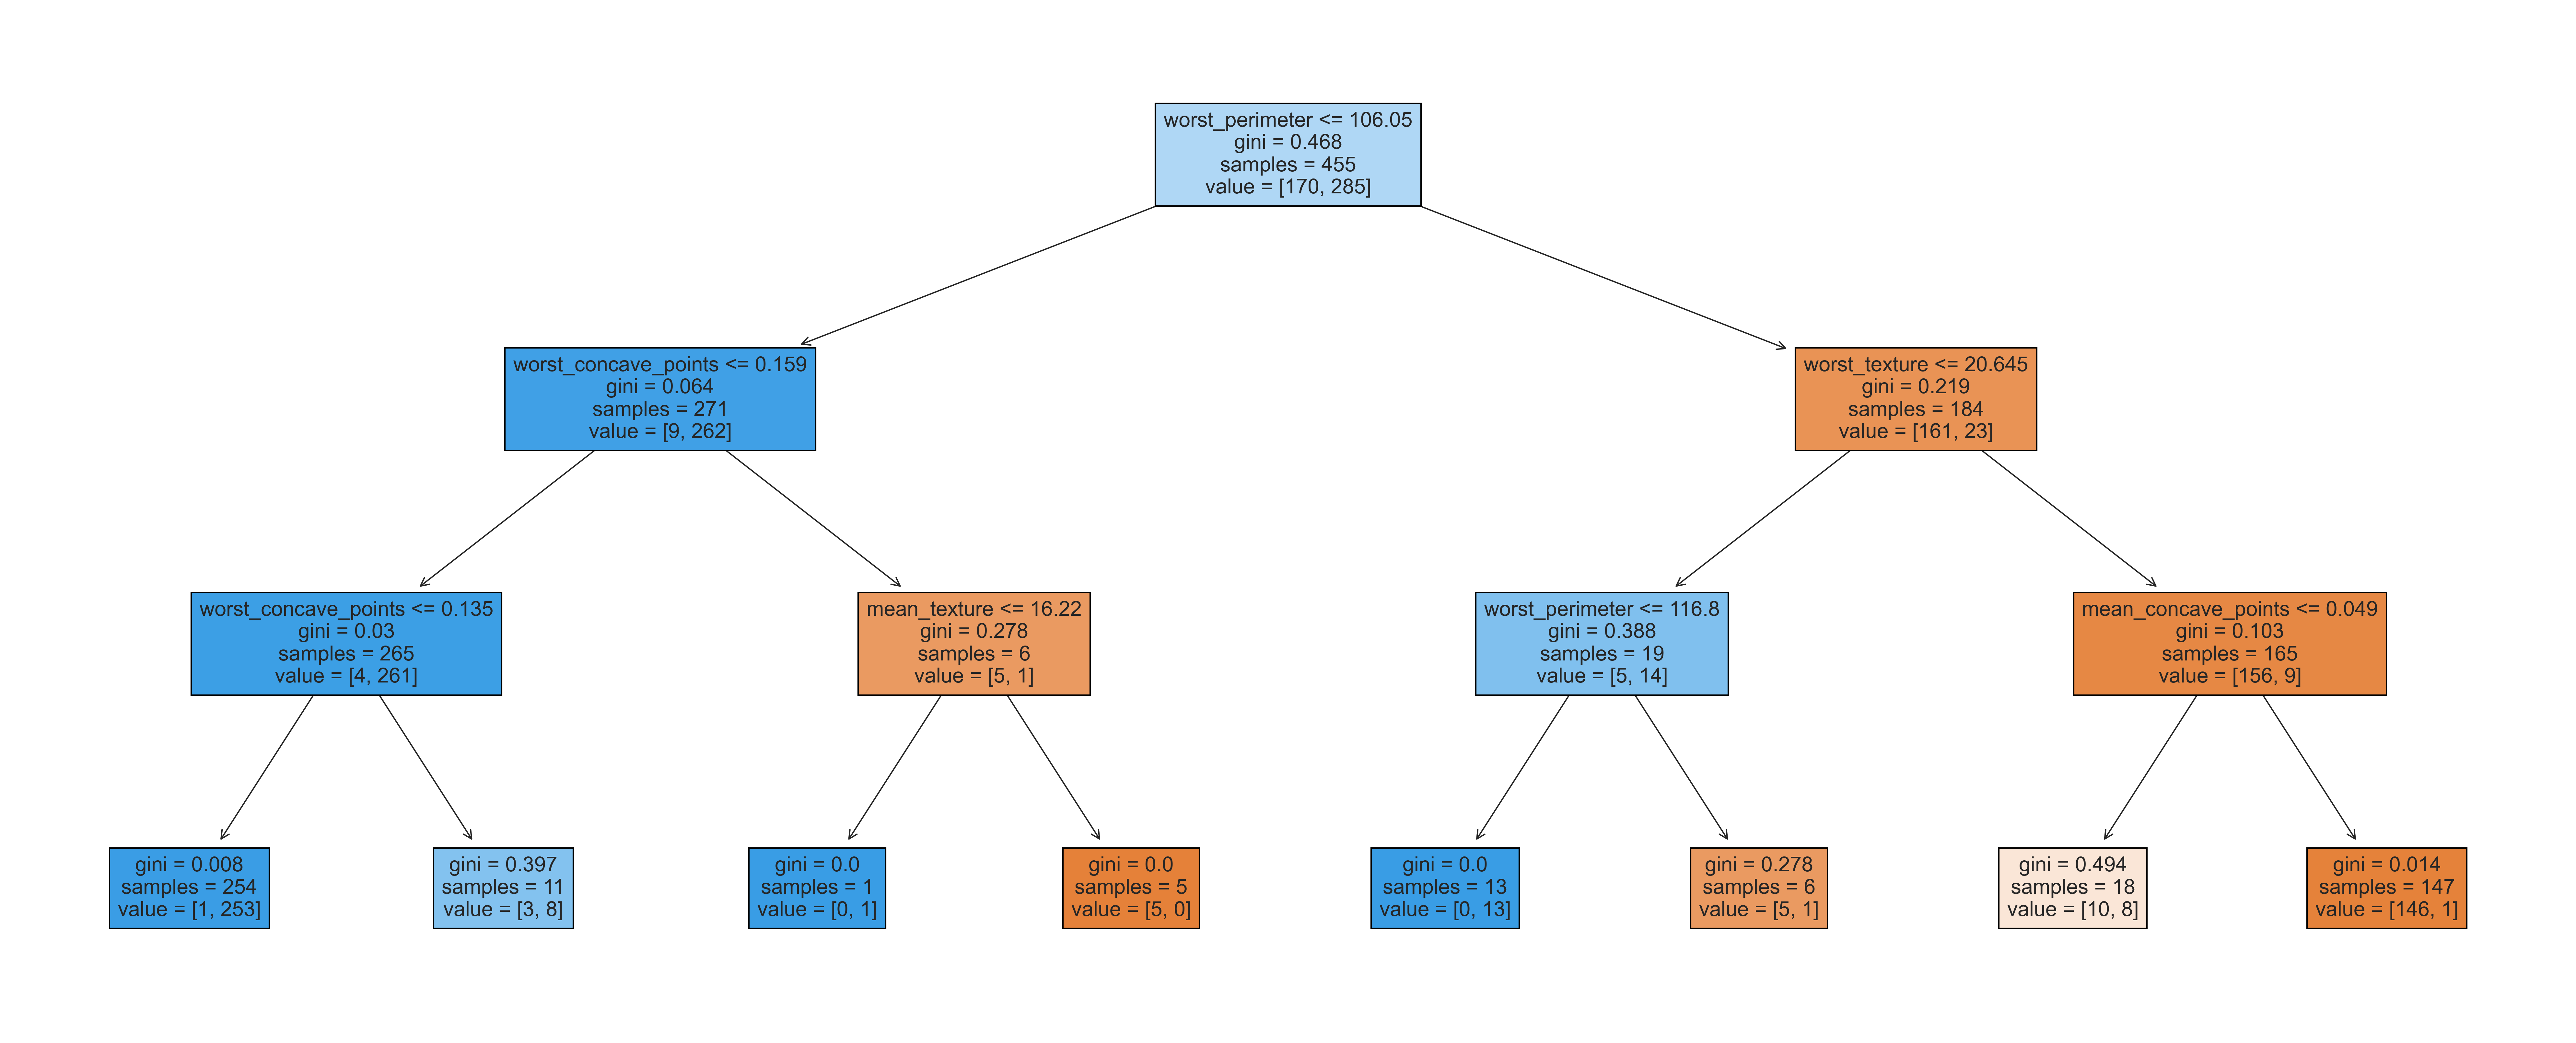 worst_perimeter <= 106.05
gini = 0.468
samples = 455
value = [170, 285]
worst_concave_points <= 0.159
gini = 0.064
samples = 271
value = [9, 262]
worst_texture <= 20.645
gini = 0.219
samples = 184
value = [161, 23]
worst_concave_points <= 0.135
gini = 0.03
samples = 265
value = [4, 261]
mean_texture <= 16.22
gini = 0.278
samples = 6
value = [5, 1]
worst_perimeter <= 116.8
gini = 0.388
samples = 19
value = [5, 14]
mean_concave_points <= 0.049
gini = 0.103
samples = 165
value = [156, 9]
gini = 0.008
samples = 254
value = [1, 253]
gini = 0.397
samples = 11
value = [3, 8]
gini = 0.0
samples = 1
value = [0, 1]
gini = 0.0
samples = 5
value = [5, 0]
gini = 0.0
samples = 13
value = [0, 13]
gini = 0.278
samples = 6
value = [5, 1]
gini = 0.494
samples = 18
value = [10, 8]
gini = 0.014
samples = 147
value = [146, 1]